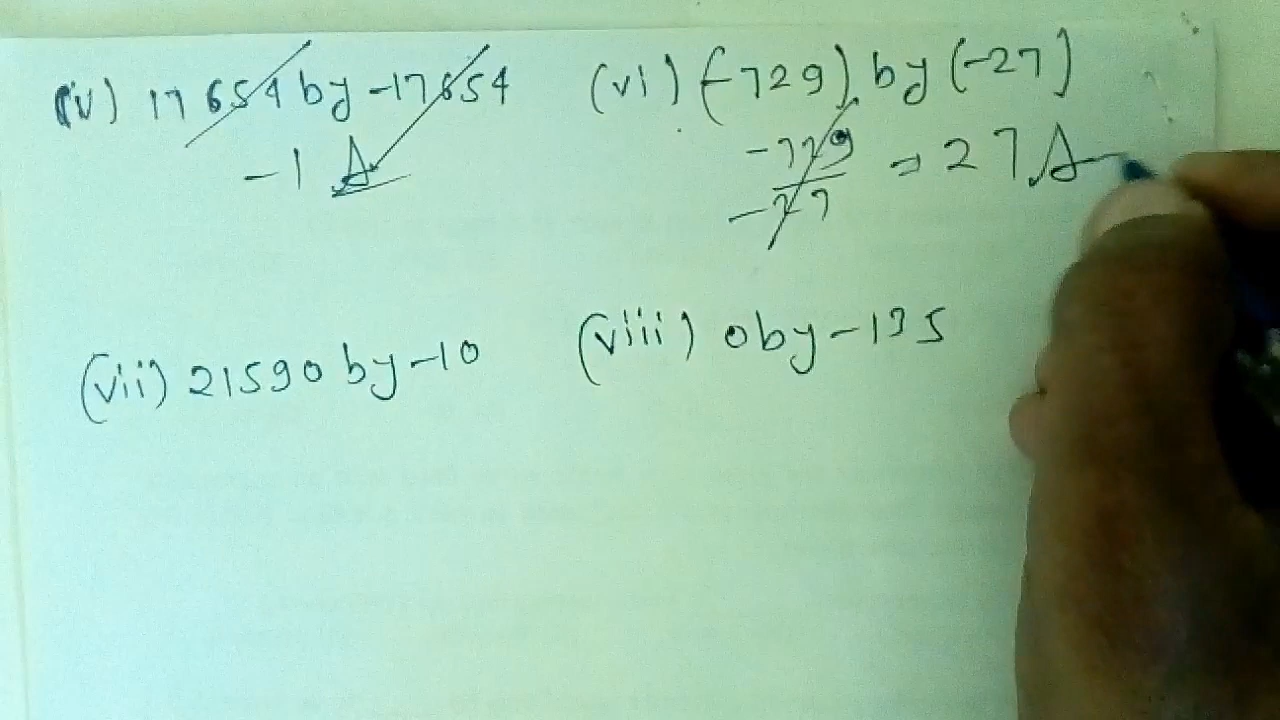 (iv) 17654 by -17654
-1 A
(vi) (-729) by (-27)
-729
-27
= 27 A
(vii) 21590 by -10
(viii) 0 by -135